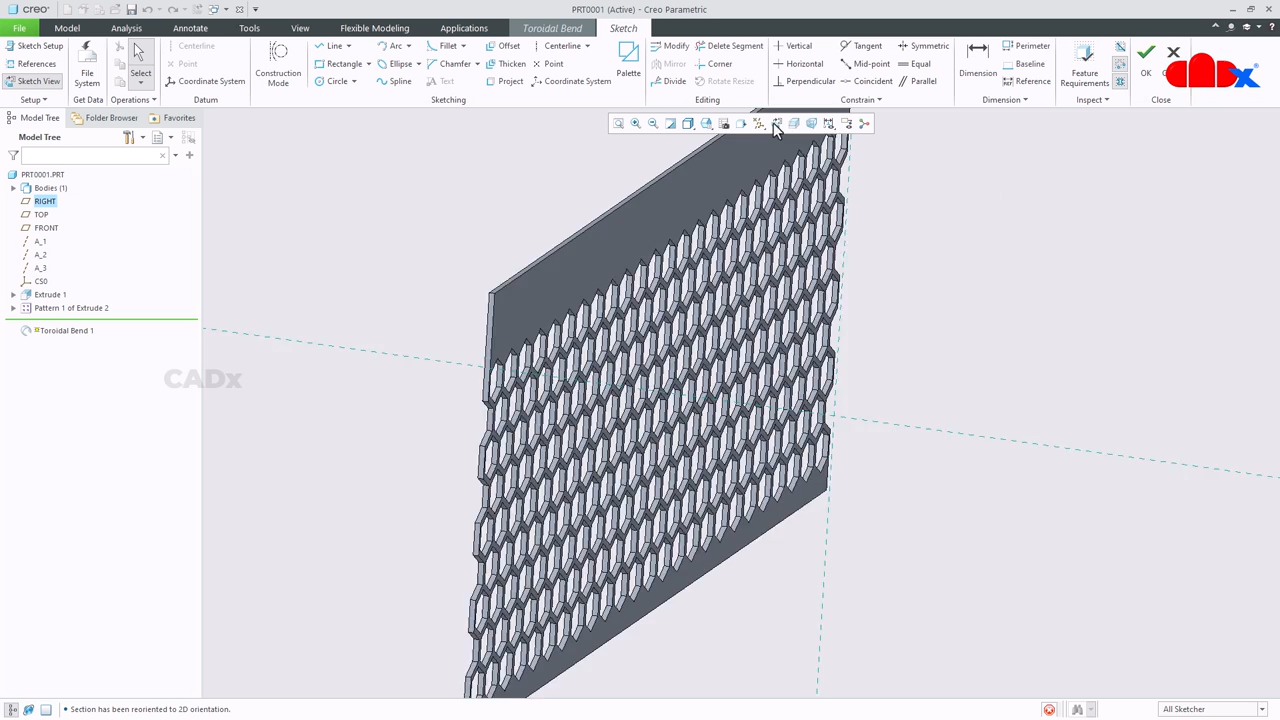 creo
PRT0001 (Active) - Creo Parametric
File Model Analysis Annotate Tools View Flexible Modeling Applications Toroidal Bend Sketch
Sketch Setup
References
Sketch View
Setup
File System
Get Data
Select
Operations
Centerline
Point
Coordinate System
Datum
Construction Mode
Line Arc Fillet Offset Centerline
Rectangle Ellipse Chamfer Thicken Point
Circle Spline Text Project Coordinate System
Palette
Sketching
Modify Delete Segment
Mirror Corner
Divide Rotate Resize
Editing
Vertical Tangent Symmetric
Horizontal Mid-point Equal
Perpendicular Coincident Parallel
Constrain
Dimension
Perimeter
Baseline
Reference
Dimension
Feature Requirements
Inspect
OK
Close
CADx
Model Tree Folder Browser Favorites
Model Tree
PRT0001.PRT
Bodies (1)
RIGHT
TOP
FRONT
A_1
A_2
A_3
CS0
Extrude 1
Pattern 1 of Extrude 2
Toroidal Bend 1
CADx
• Section has been reoriented to 2D orientation.
All Sketcher